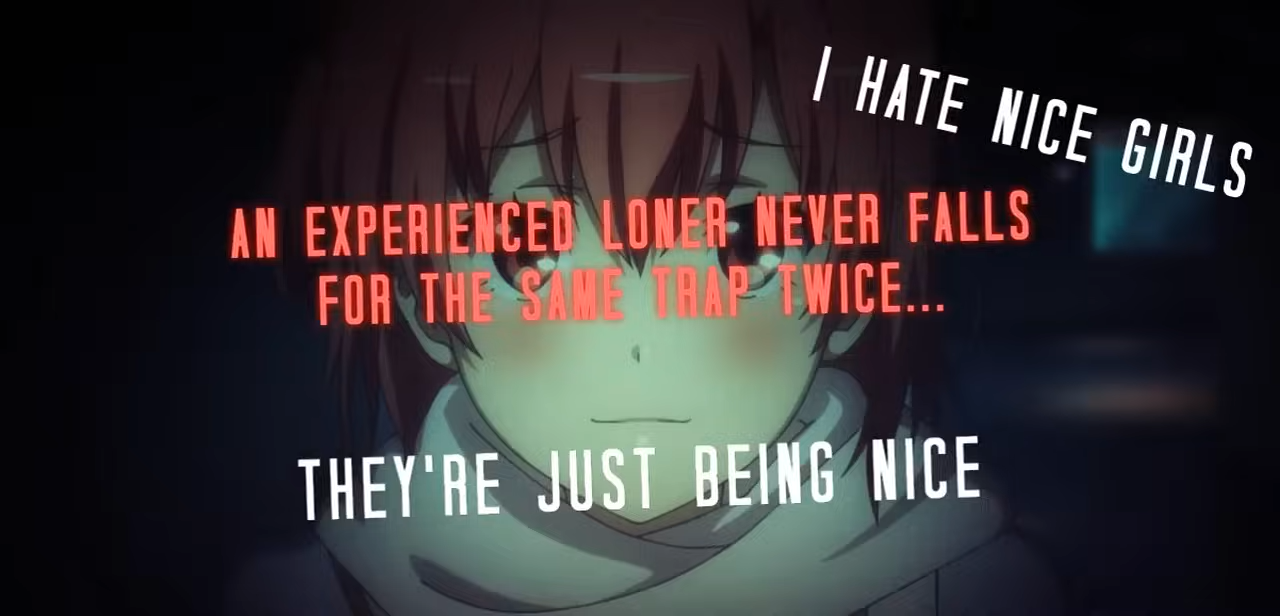 I HATE NICE GIRLS
AN EXPERIENCED LONER NEVER FALLS
FOR THE SAME TRAP TWICE...
THEY'RE JUST BEING NICE